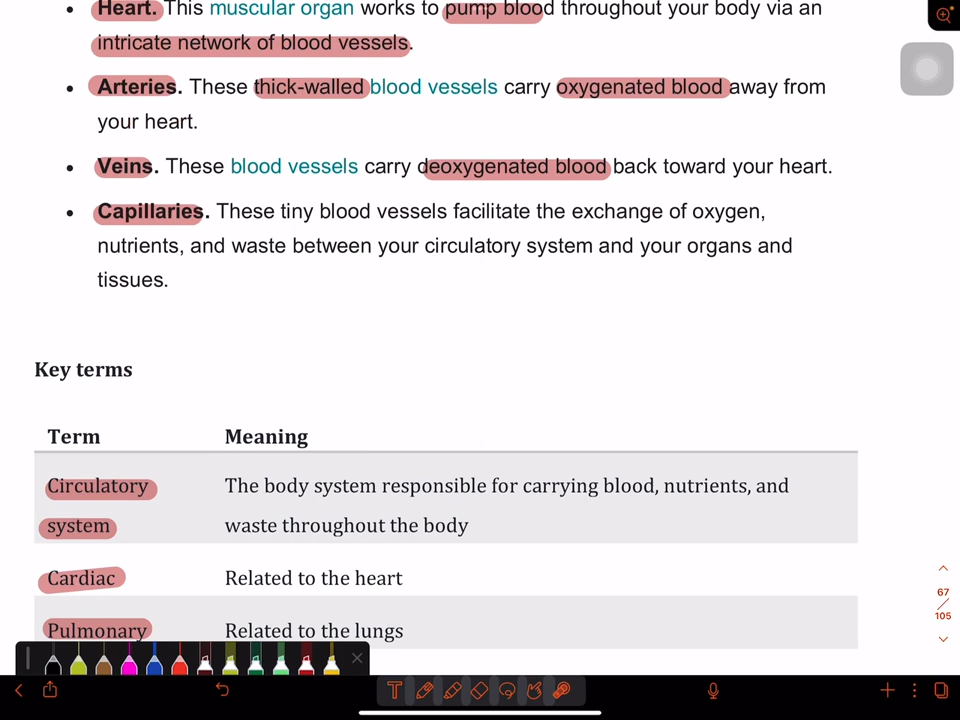 Heart. This muscular organ works to pump blood throughout your body via an
intricate network of blood vessels.
Arteries. These thick-walled blood vessels carry oxygenated blood away from
your heart.
Veins. These blood vessels carry deoxygenated blood back toward your heart.
Capillaries. These tiny blood vessels facilitate the exchange of oxygen,
nutrients, and waste between your circulatory system and your organs and
tissues.
Key terms
Term Meaning
Circulatory The body system responsible for carrying blood, nutrients, and
system waste throughout the body
Cardiac Related to the heart
Pulmonary Related to the lungs
67
105